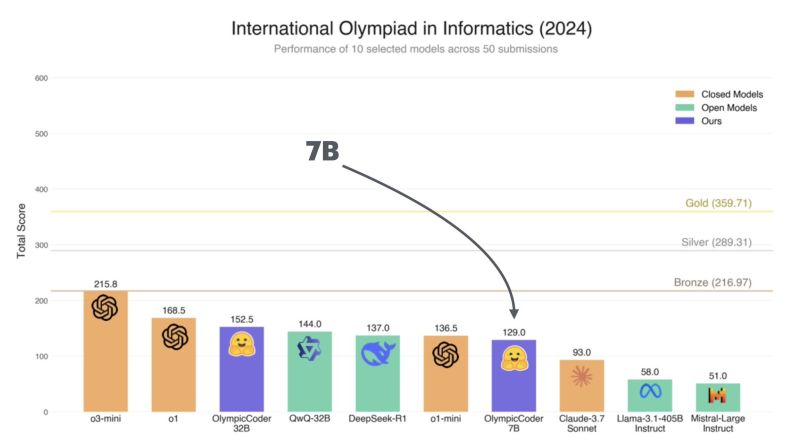 International Olympiad in Informatics (2024)
Performance of 10 selected models across 50 submissions
Total Score
600
500
400
300
200
100
0
Closed Models
Open Models
Ours
7B
Gold (359.71)
Silver (289.31)
Bronze (216.97)
215.8
168.5
152.5
144.0
137.0
136.5
129.0
93.0
58.0
51.0
o3-mini
o1
OlympicCoder
32B
QwQ-32B
DeepSeek-R1
o1-mini
OlympicCoder
7B
Claude-3.7
Sonnet
Llama-3.1-405B
Instruct
Mistral-Large
Instruct